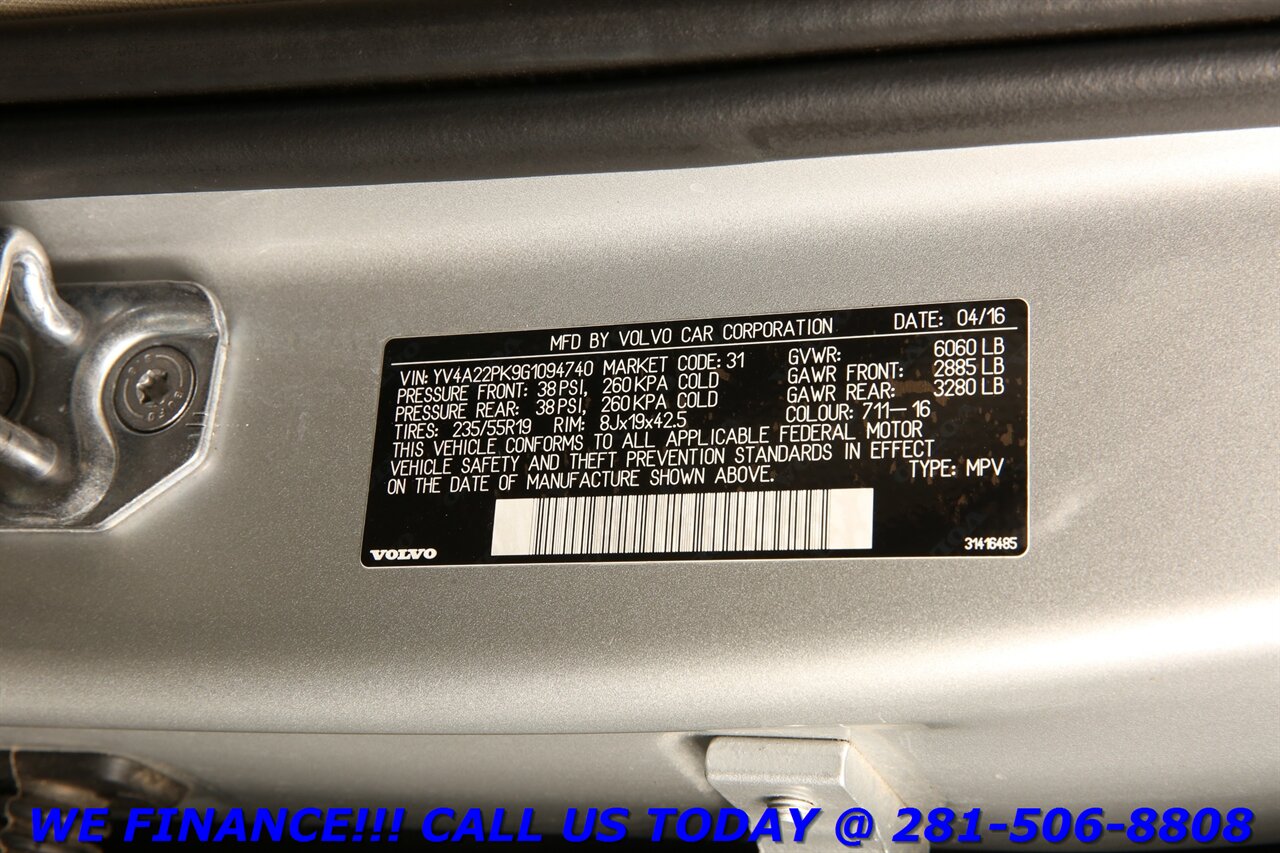 MFD BY VOLVO CAR CORPORATION DATE: 04/16
VIN: YV4A22PK9G1094740 MARKET CODE: 31 GVWR: 6060 LB
PRESSURE FRONT: 38 PSI, 260 KPA COLD GAWR FRONT: 2885 LB
PRESSURE REAR: 38 PSI, 260 KPA COLD GAWR REAR: 3280 LB
TIRES: 235/55R19 RIM: 8Jx19x42.5 COLOUR: 711-16
THIS VEHICLE CONFORMS TO ALL APPLICABLE FEDERAL MOTOR
VEHICLE SAFETY AND THEFT PREVENTION STANDARDS IN EFFECT
ON THE DATE OF MANUFACTURE SHOWN ABOVE. TYPE: MPV
VOLVO 31416485
WE FINANCE!!! CALL US TODAY @ 281-506-8808